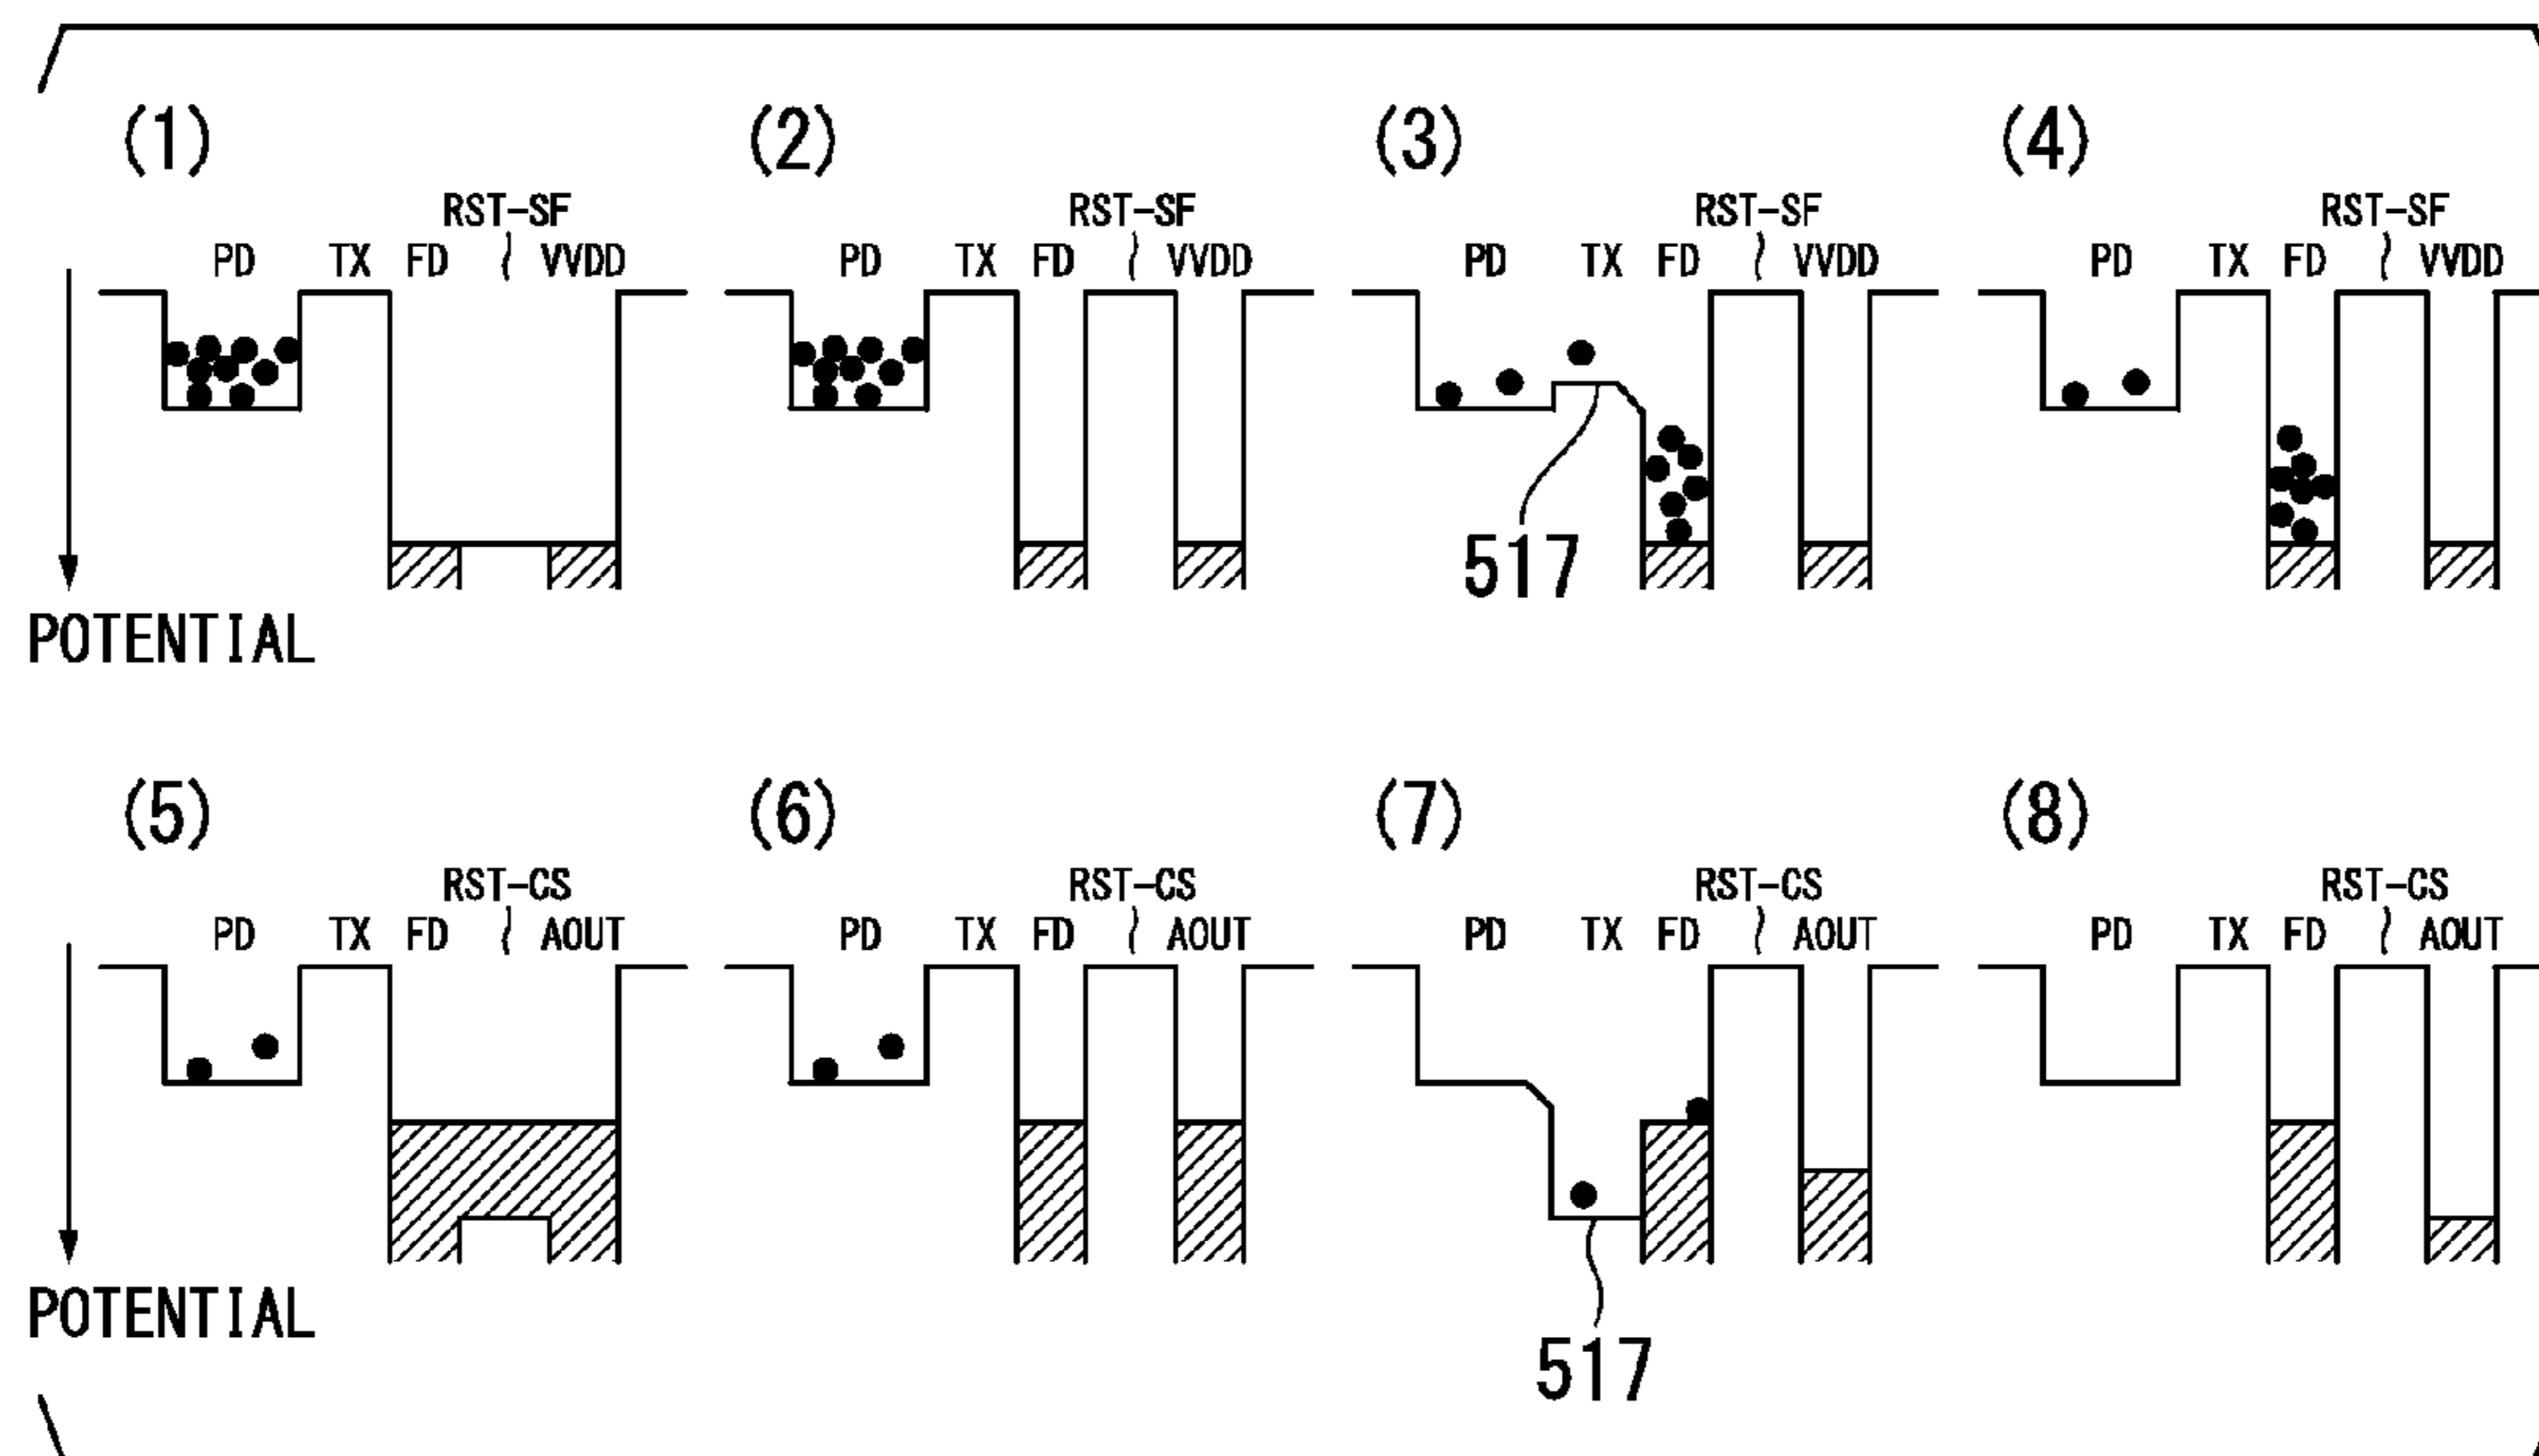 (1) (2) (3) (4)
RST-SF RST-SF RST-SF RST-SF
PD TX FD VVDD PD TX FD VVDD PD TX FD VVDD PD TX FD VVDD
517
POTENTIAL
(5) (6) (7) (8)
RST-CS RST-CS RST-CS RST-CS
PD TX FD AOUT PD TX FD AOUT PD TX FD AOUT PD TX FD AOUT
POTENTIAL
517